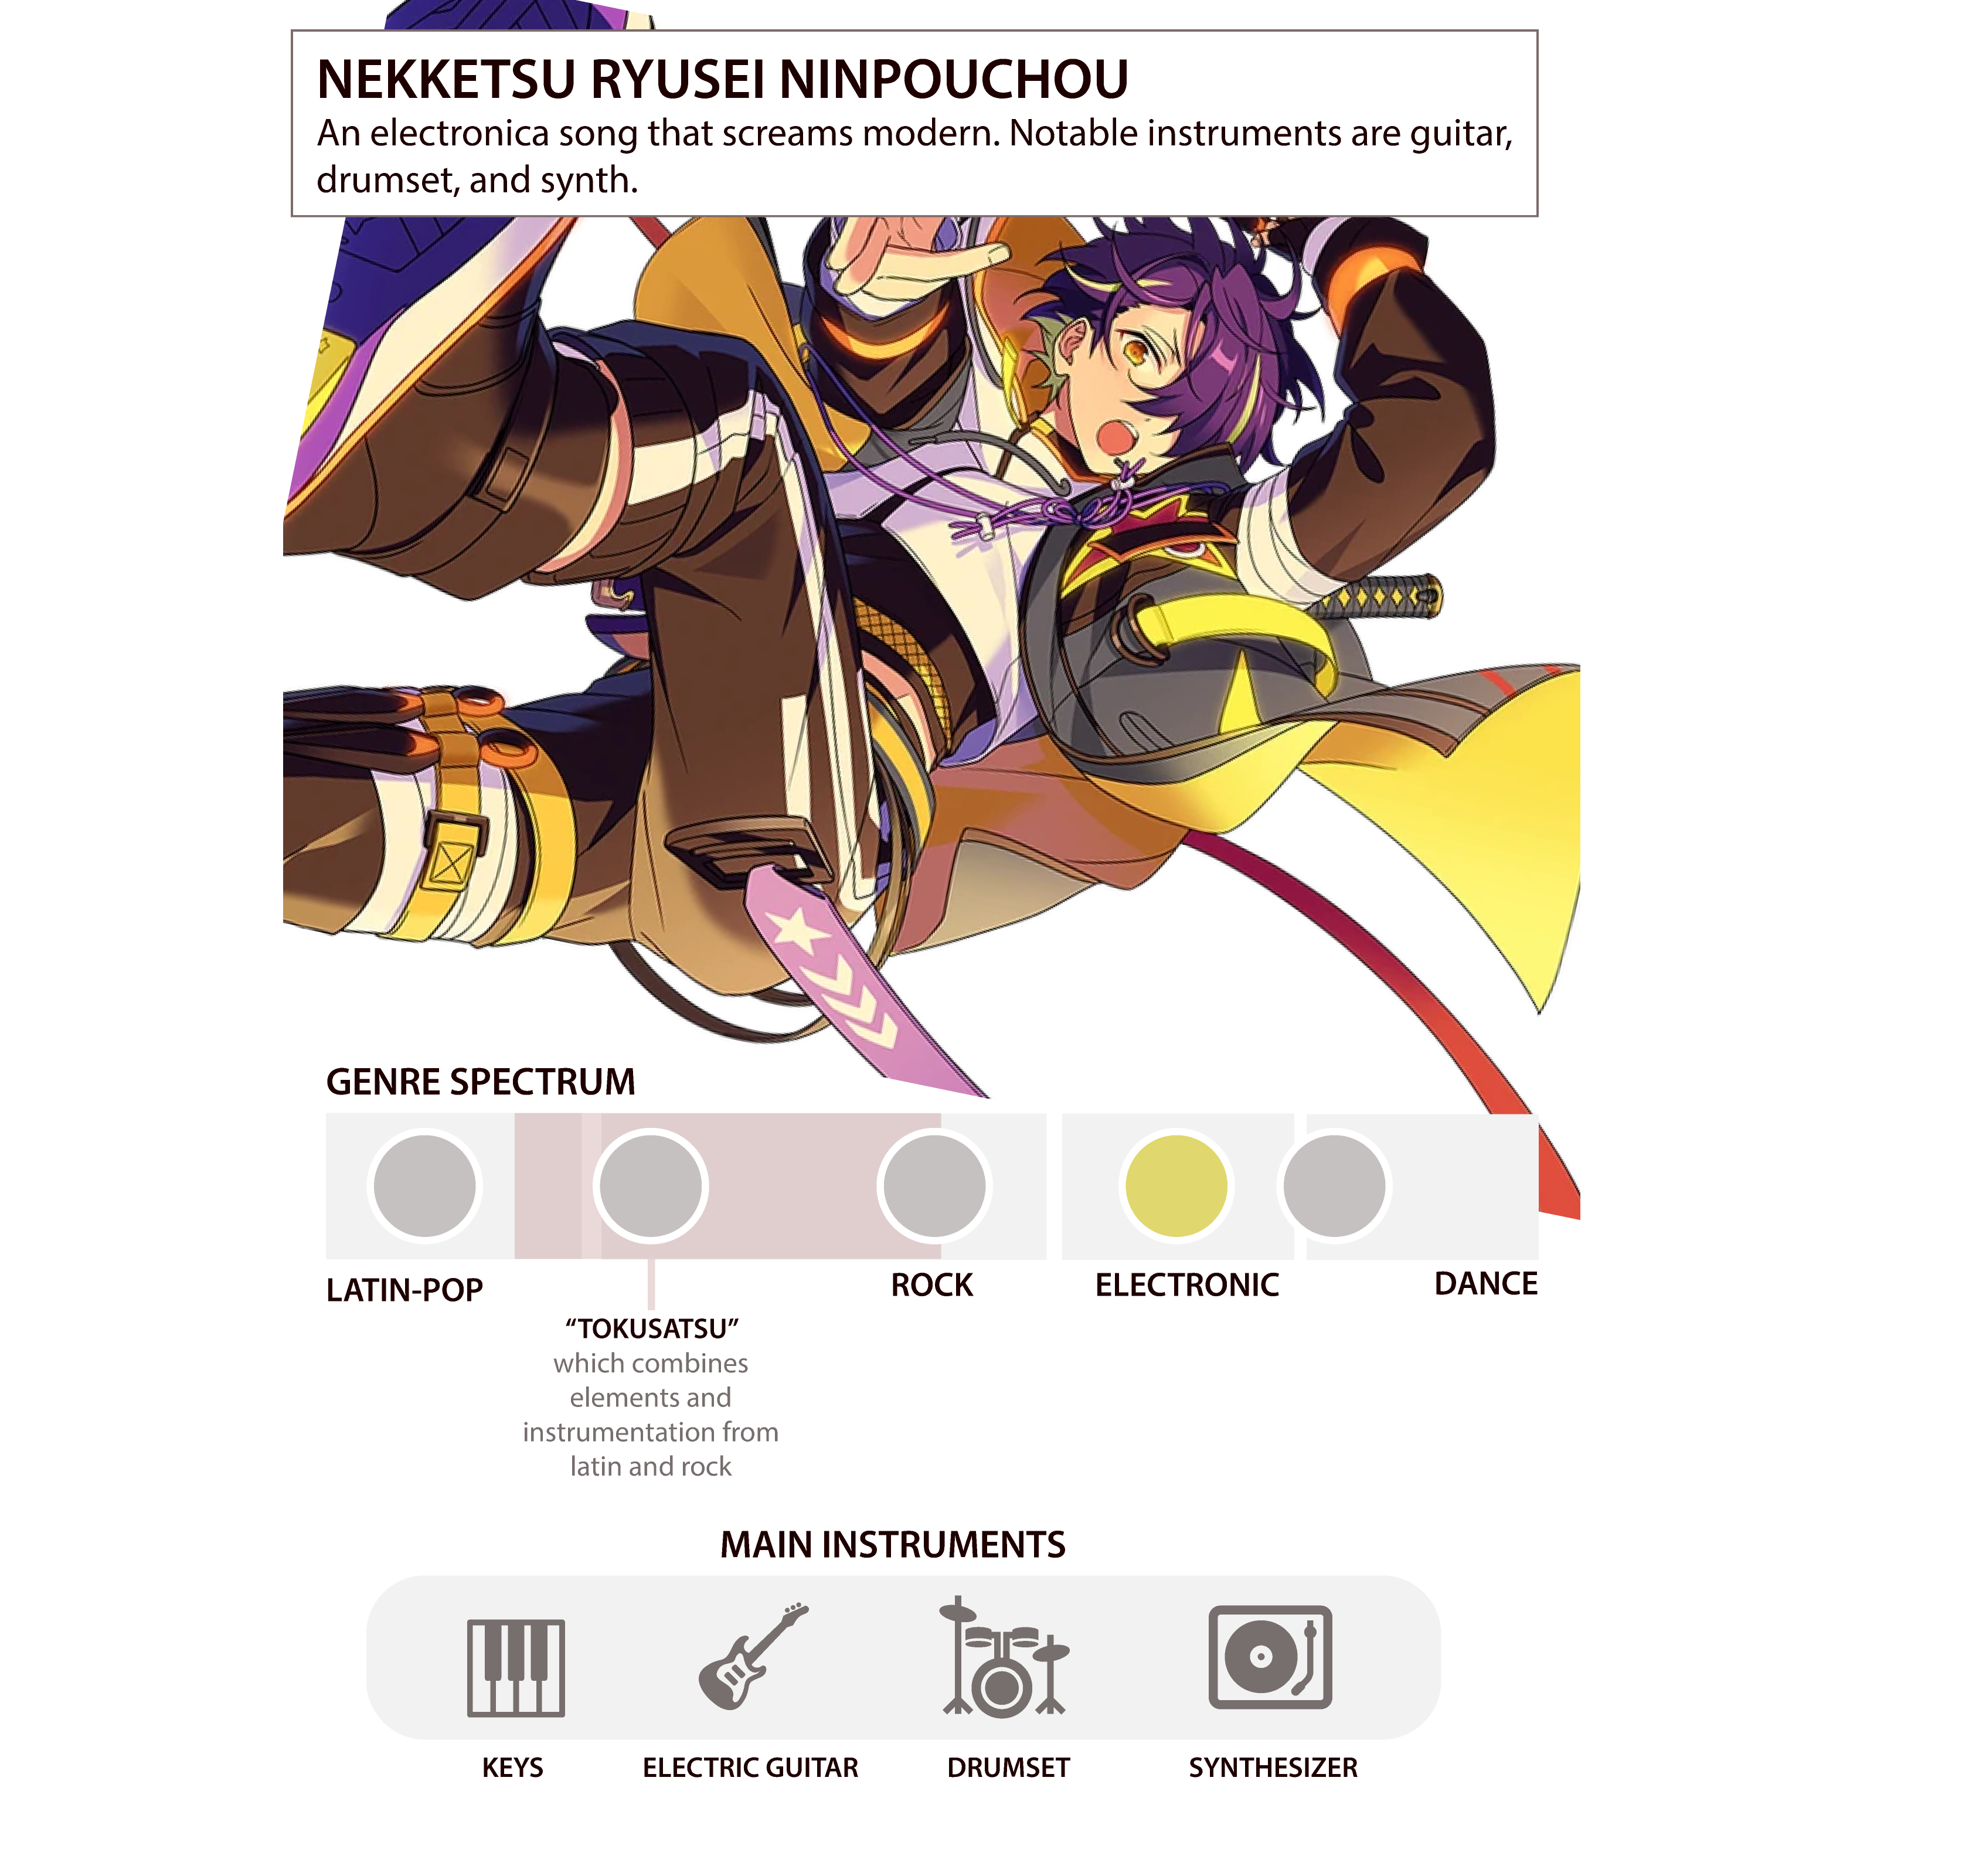 NEKKETSU RYUSEI NINPOUCHOU
An electronica song that screams modern. Notable instruments are guitar,
drumset, and synth.
GENRE SPECTRUM
LATIN-POP
ROCK
ELECTRONIC
DANCE
“TOKUSATSU”
which combines
elements and
instrumentation from
latin and rock
MAIN INSTRUMENTS
KEYS
ELECTRIC GUITAR
DRUMSET
SYNTHESIZER